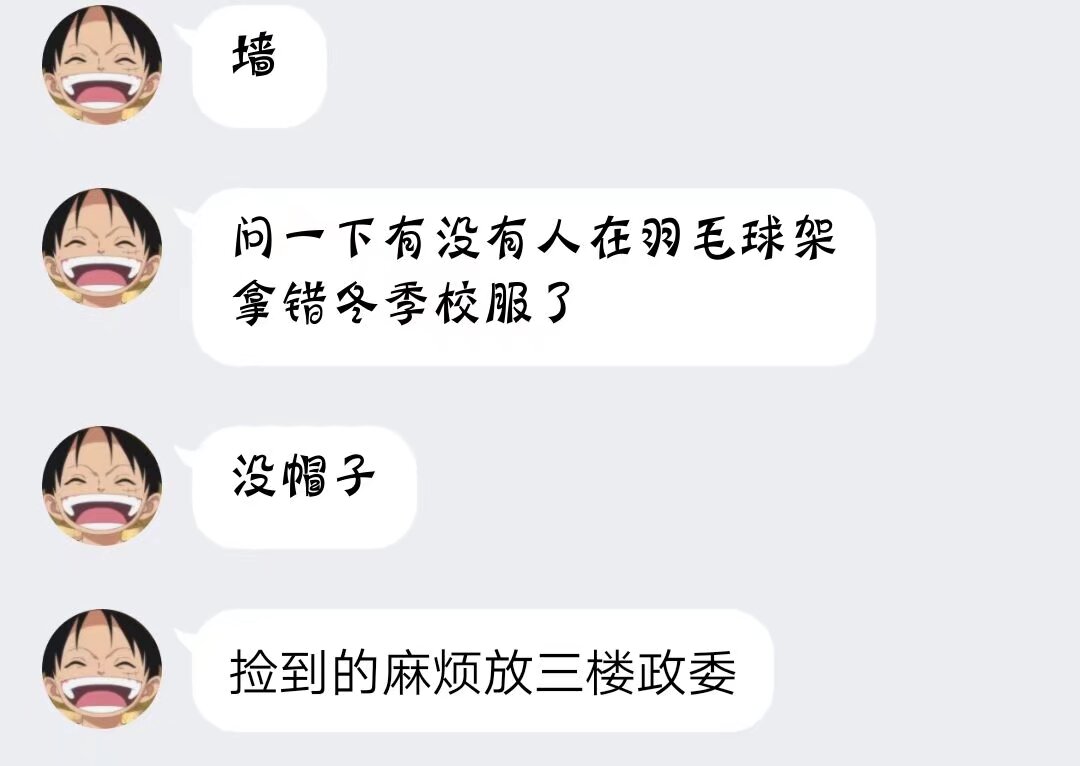 墙
问一下有没有人在羽毛球架
拿错冬季校服了
没帽子
捡到的麻烦放三楼政委